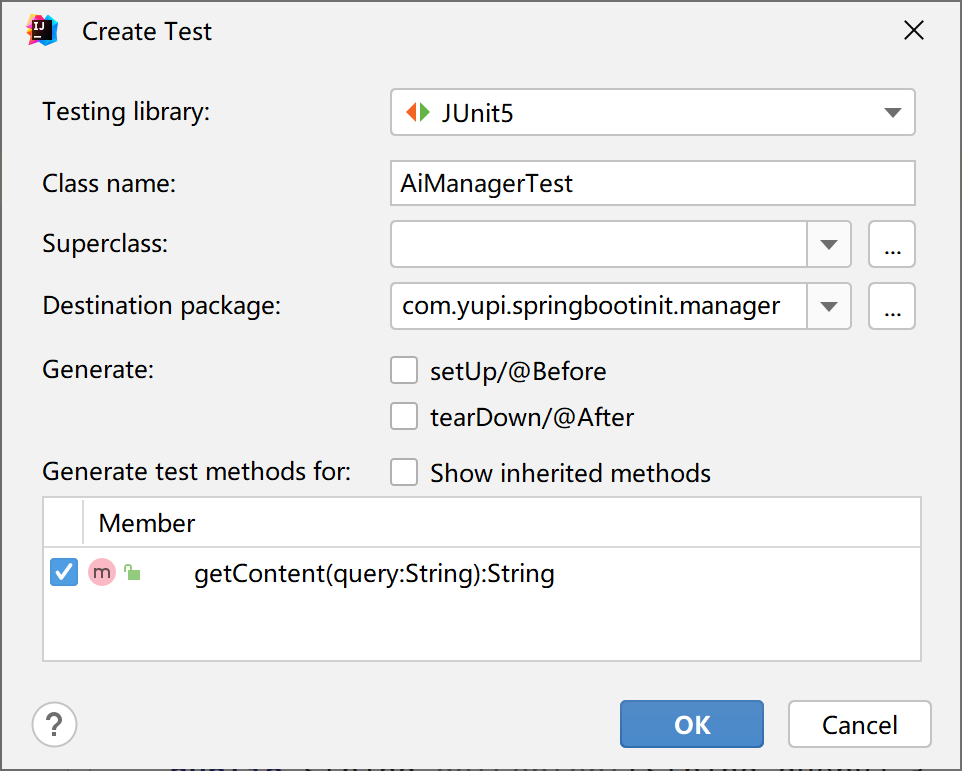 Create Test
Testing library: JUnit5
Class name: AiManagerTest
Superclass: ...
Destination package: com.yupi.springbootinit.manager ...
Generate: setUp/@Before
tearDown/@After
Generate test methods for: Show inherited methods
Member
m getContent(query:String):String
? OK Cancel